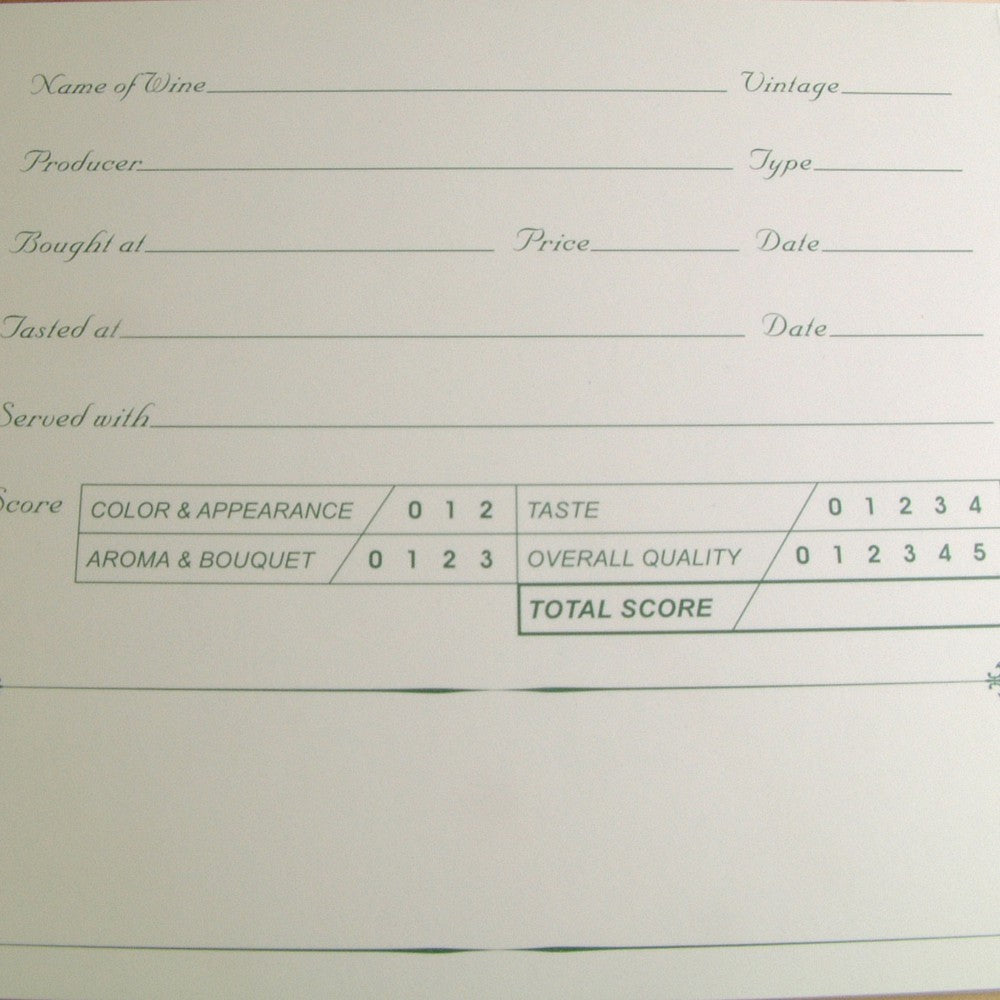 Name of Wine Vintage
Producer Type
Bought at Price Date
Tasted at Date
Served with
Score COLOR & APPEARANCE 0 1 2 TASTE 0 1 2 3 4
AROMA & BOUQUET 0 1 2 3 OVERALL QUALITY 0 1 2 3 4 5
TOTAL SCORE